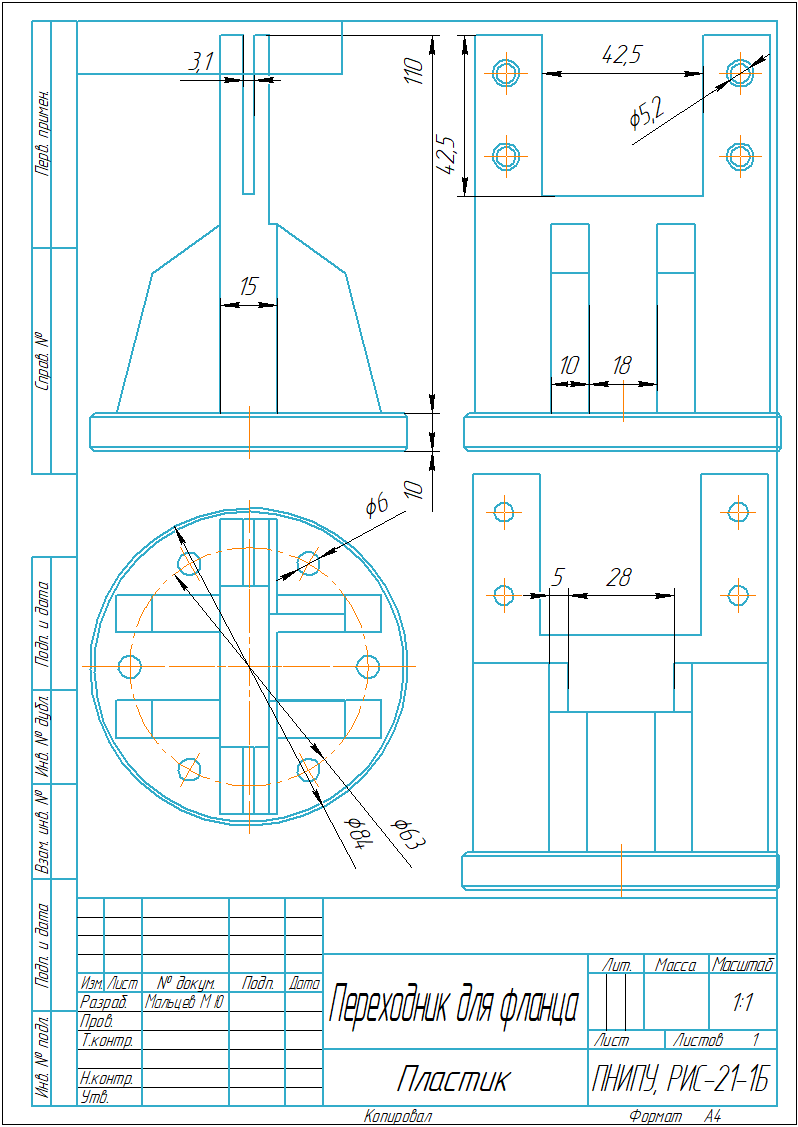 Перв. примен.
Справ. №
Подп. и дата
Инв. № дубл.
Взам. инв. №
Подп. и дата
Инв. № подл.
3,1
110
42,5
42,5
ϕ5,2
15
10
18
10
ϕ6
5
28
ϕ84
ϕ63
Изм. Лист № докум. Подп. Дата
Разраб. Мальцев М Ю
Пров.
Т.контр.
Н.контр.
Утв.
Переходник для фланца
Пластик
Лит. Масса Масштаб
1:1
Лист Листов 1
ПНИПУ, РИС-21-1Б
Копировал Формат А4